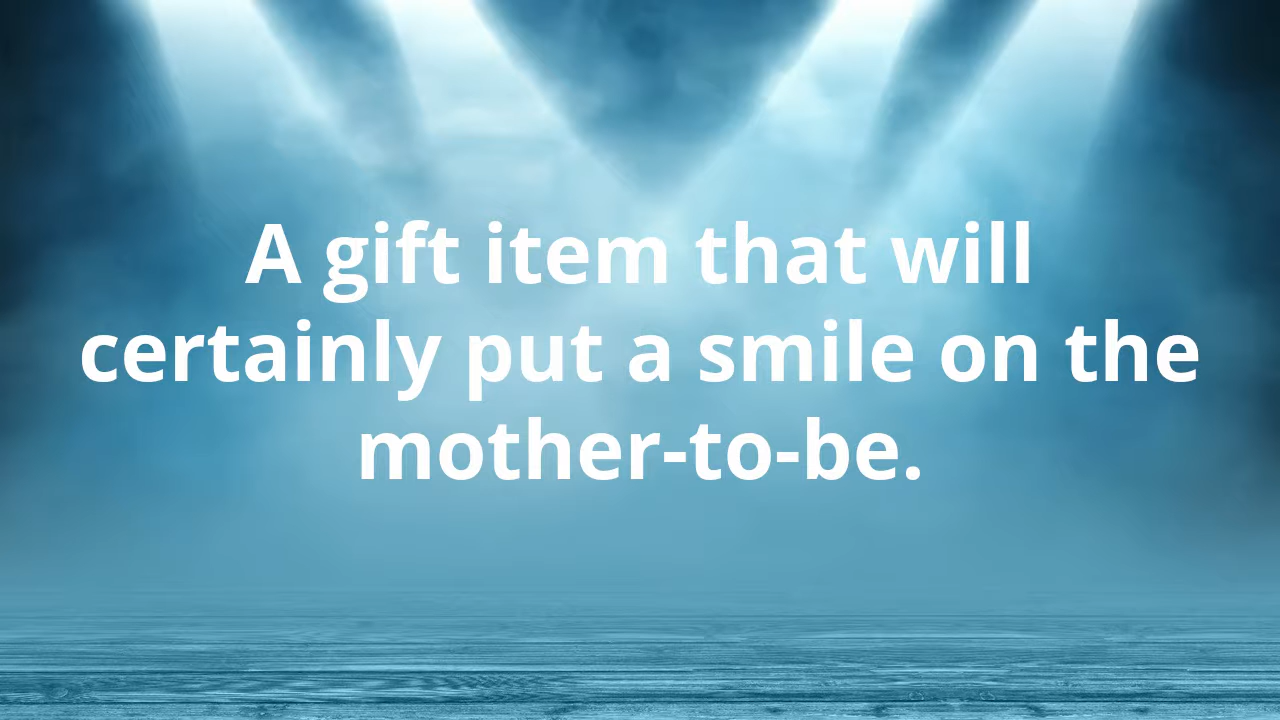 A gift item that will
certainly put a smile on the
mother-to-be.